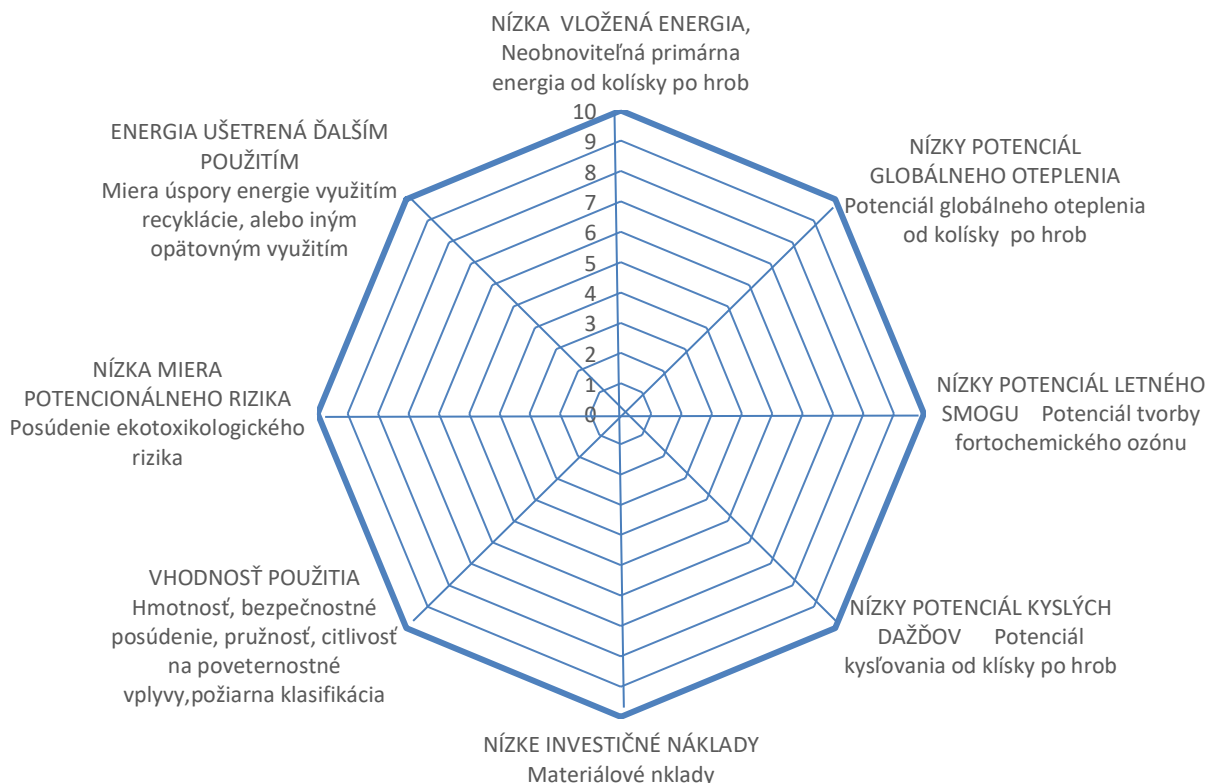 NÍZKA  VLOŽENÁ ENERGIA,
Neobnoviteľná primárna
energia od kolísky po hrob
10
9
8
7
6
5
4
3
2
1
0
NÍZKY POTENCIÁL
GLOBÁLNEHO OTEPLENIA
Potenciál globálneho oteplenia
od kolísky  po hrob
NÍZKY POTENCIÁL LETNÉHO
SMOGU    Potenciál tvorby
fortochemického ozónu
NÍZKY POTENCIÁL KYSLÝCH
DAŽĎOV      Potenciál
kysľovania od klísky po hrob
NÍZKE INVESTIČNÉ NÁKLADY
Materiálové nklady
VHODNOSŤ POUŽITIA
Hmotnosť, bezpečnostné
posúdenie, pružnosť, citlivosť
na poveternostné
vplyvy,požiarna klasifikácia
NÍZKA MIERA
POTENCIONÁLNEHO RIZIKA
Posúdenie ekotoxikologického
rizika
ENERGIA UŠETRENÁ ĎALŠÍM
POUŽITÍM
Miera úspory energie využitím
recyklácie, alebo iným
opätovným využitím